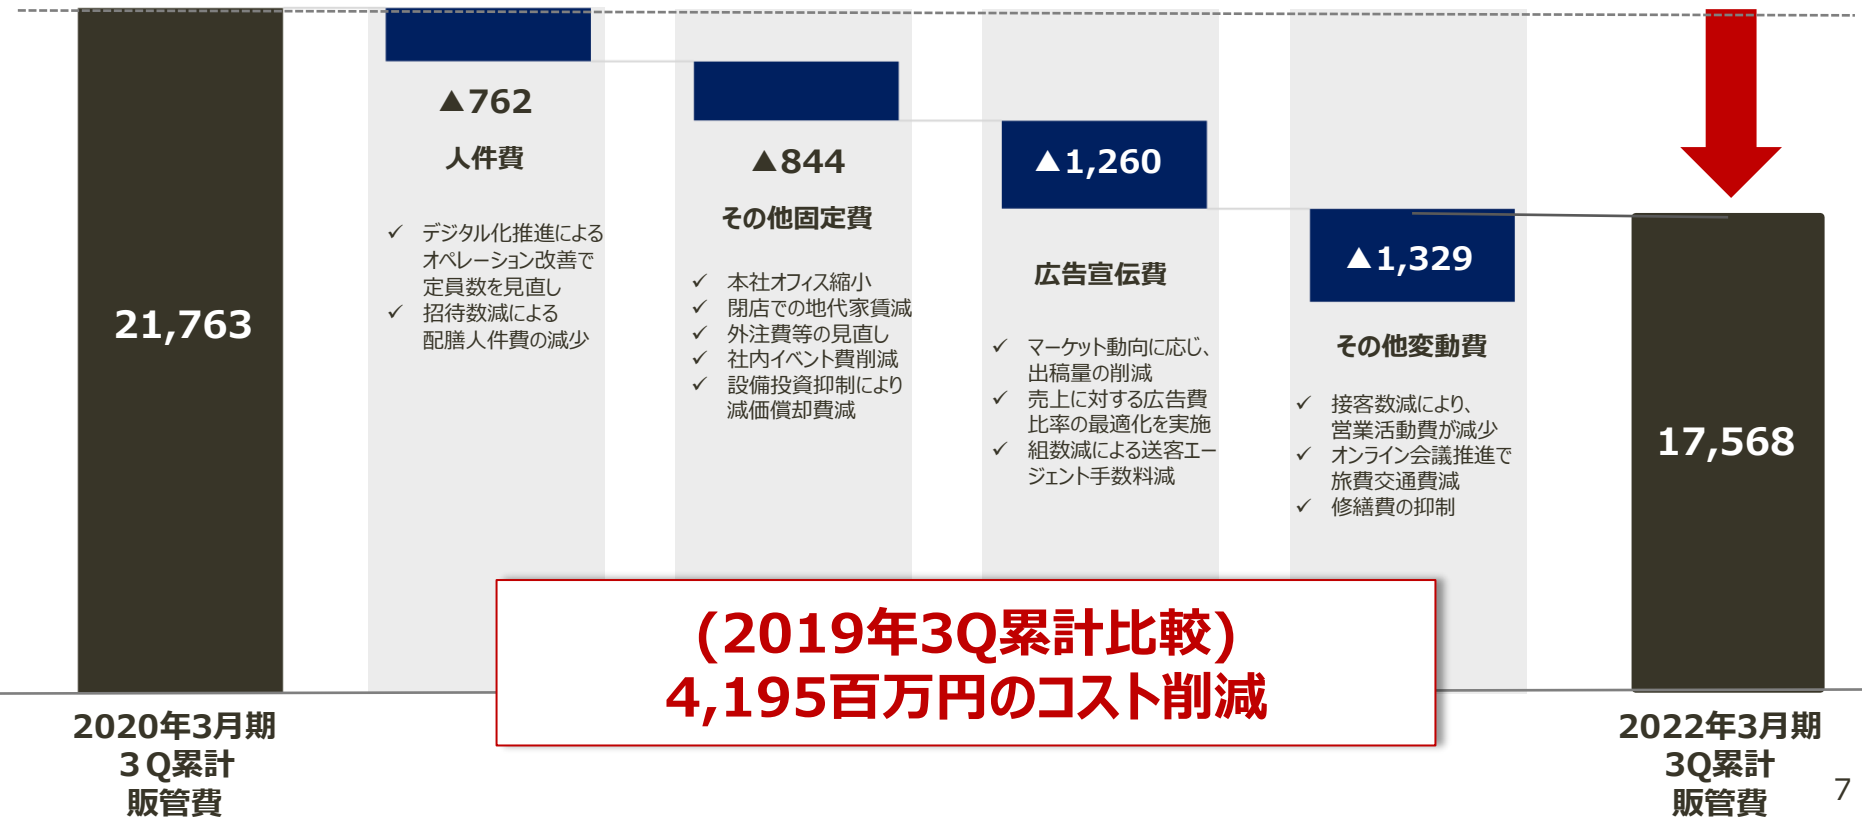 21,763
2020年3月期
３Q累計
販管費
▲762
人件費
✓ デジタル化推進による
オペレーション改善で
定員数を見直し
✓ 招待数減による
配膳人件費の減少
▲844
その他固定費
✓ 本社オフィス縮小
✓ 閉店での地代家賃減
✓ 外注費等の見直し
✓ 社内イベント費削減
✓ 設備投資抑制により
減価償却費減
▲1,260
広告宣伝費
✓ マーケット動向に応じ、
出稿量の削減
✓ 売上に対する広告費
比率の最適化を実施
✓ 組数減による送客エー
ジェント手数料減
▲1,329
その他変動費
✓ 接客数減により、
営業活動費が減少
✓ オンライン会議推進で
旅費交通費減
✓ 修繕費の抑制
17,568
2022年3月期
3Q累計
販管費
(2019年3Q累計比較)
4,195百万円のコスト削減
7